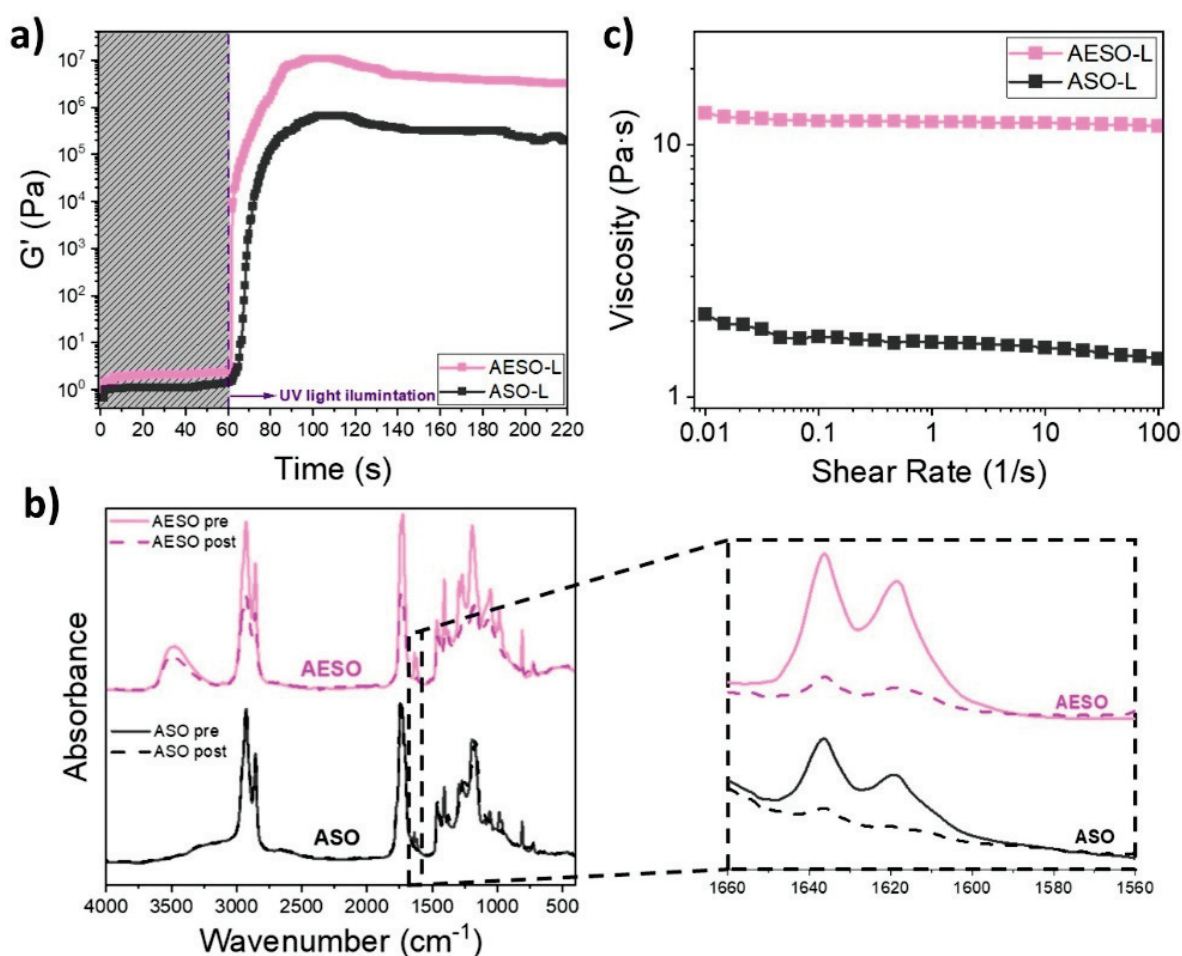 a)
G' (Pa)
10⁷
10⁶
10⁵
10⁴
10³
10²
10¹
10⁰
AESO-L
ASO-L
UV light ilumintation
0 20 40 60 80 100 120 140 160 180 200 220
Time (s)
c)
AESO-L
ASO-L
Viscosity (Pa·s)
10
1
0.01 0.1 1 10 100
Shear Rate (1/s)
b)
AESO pre
AESO post
AESO
ASO pre
ASO post
ASO
Absorbance
4000 3500 3000 2500 2000 1500 1000 500
Wavenumber (cm⁻¹)
AESO
ASO
1660 1640 1620 1600 1580 1560